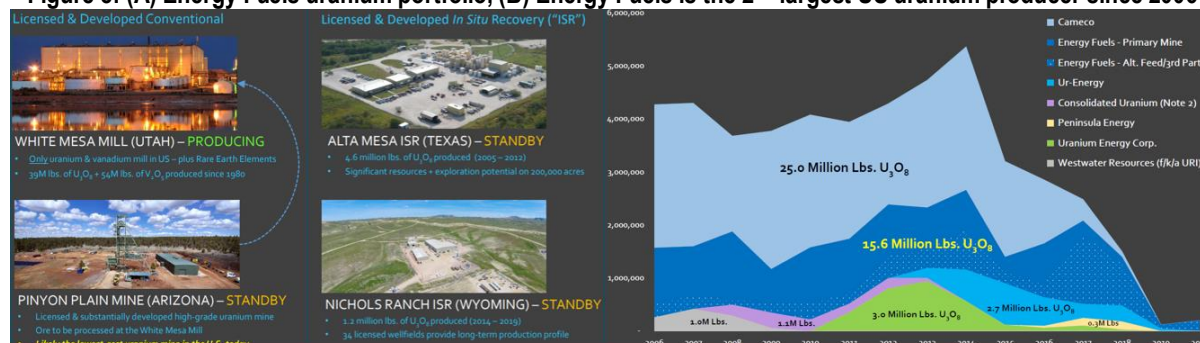 Licensed & Developed Conventional
WHITE MESA MILL (UTAH) – PRODUCING
• Only uranium & vanadium mill in US – plus Rare Earth Elements
• 39M lbs. of U₃O₈ + 54M lbs. of V₂O₅ produced since 1980
PINYON PLAIN MINE (ARIZONA) – STANDBY
• Licensed & substantially developed high-grade uranium mine
• Ore to be processed at the White Mesa Mill
Licensed & Developed In Situ Recovery (“ISR”)
ALTA MESA ISR (TEXAS) – STANDBY
• 4.6 million lbs. of U₃O₈ produced (2005 – 2012)
• Significant resources + exploration potential on 200,000 acres
NICHOLS RANCH ISR (WYOMING) – STANDBY
• 1.2 million lbs. of U₃O₈ produced (2014 – 2019)
• 34 licensed wellfields provide long-term production profile
6,000,000
5,000,000
4,000,000
3,000,000
2,000,000
1,000,000
-
Cameco
Energy Fuels - Primary Mine
Energy Fuels - Alt. Feed/3rd Part
Ur-Energy
Consolidated Uranium (Note 2)
Peninsula Energy
Uranium Energy Corp.
Westwater Resources (f/k/a URI)
25.0 Million Lbs. U₃O₈
15.6 Million Lbs. U₃O₈
2.7 Million Lbs. U₃O₈
3.0 Million Lbs. U₃O₈
1.0M Lbs.
1.1M Lbs.
0.3M Lbs